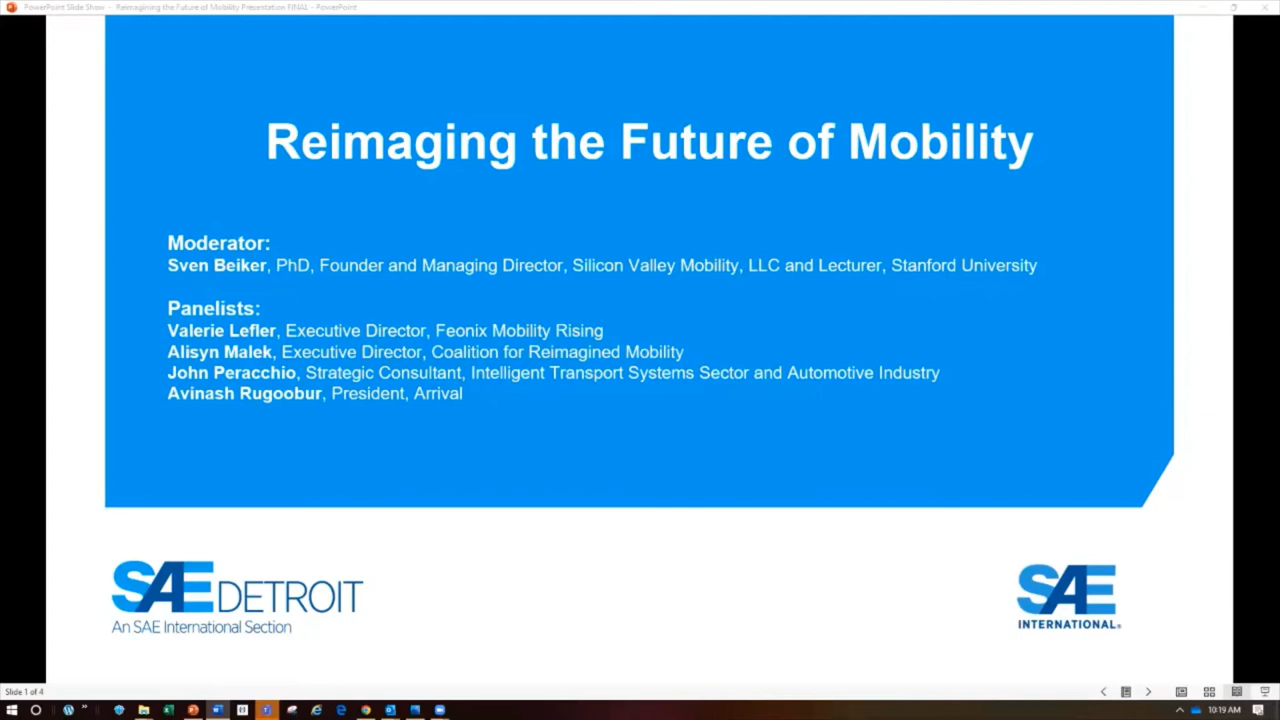 PowerPoint Slide Show - Reimagining the Future of Mobility Presentation FINAL - PowerPoint
Reimaging the Future of Mobility
Moderator:
Sven Beiker, PhD, Founder and Managing Director, Silicon Valley Mobility, LLC and Lecturer, Stanford University
Panelists:
Valerie Lefler, Executive Director, Feonix Mobility Rising
Alisyn Malek, Executive Director, Coalition for Reimagined Mobility
John Peracchio, Strategic Consultant, Intelligent Transport Systems Sector and Automotive Industry
Avinash Rugoobur, President, Arrival
SAE DETROIT
An SAE International Section
SAE
INTERNATIONAL®
Slide 1 of 4
10:19 AM